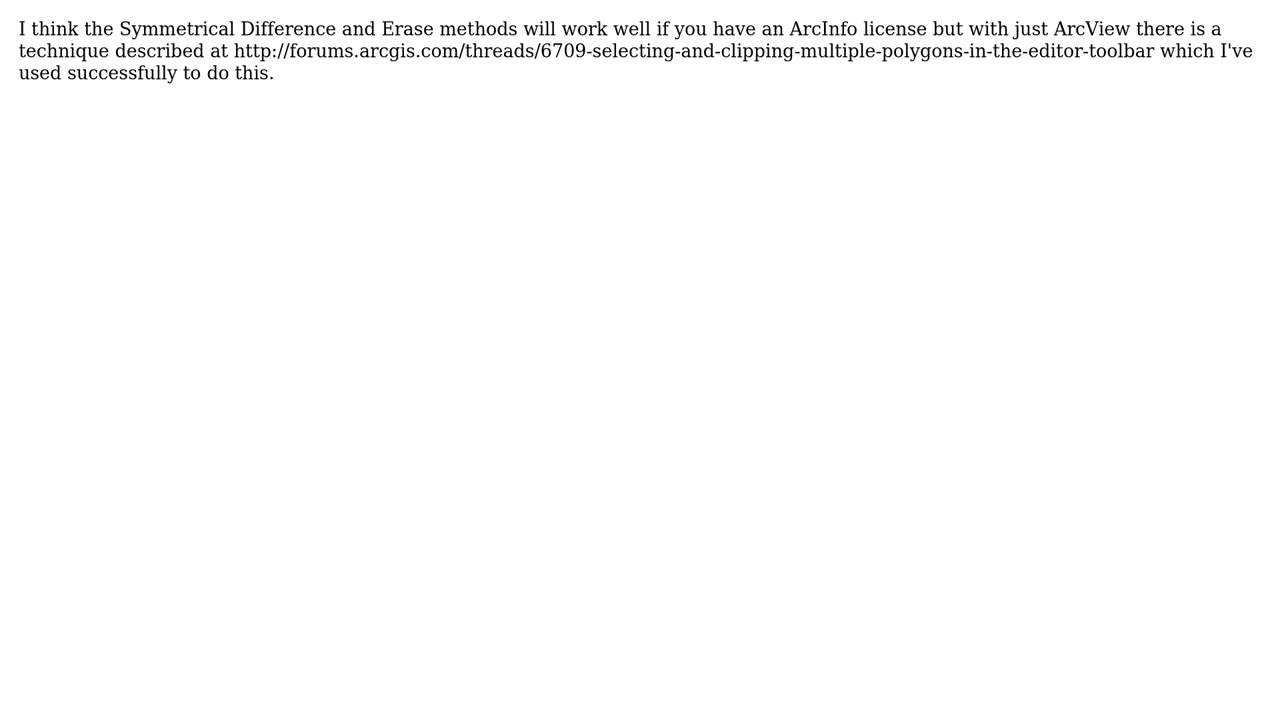 I think the Symmetrical Difference and Erase methods will work well if you have an ArcInfo license but with just ArcView there is a
technique described at http://forums.arcgis.com/threads/6709-selecting-and-clipping-multiple-polygons-in-the-editor-toolbar which I've
used successfully to do this.